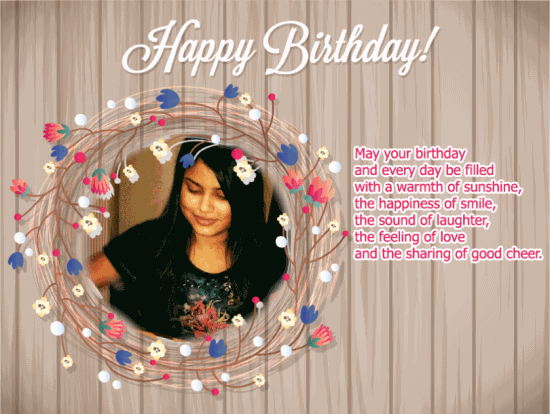 Happy Birthday!
May your birthday
and every day be filled
with a warmth of sunshine,
the happiness of smile,
the sound of laughter,
the feeling of love
and the sharing of good cheer.